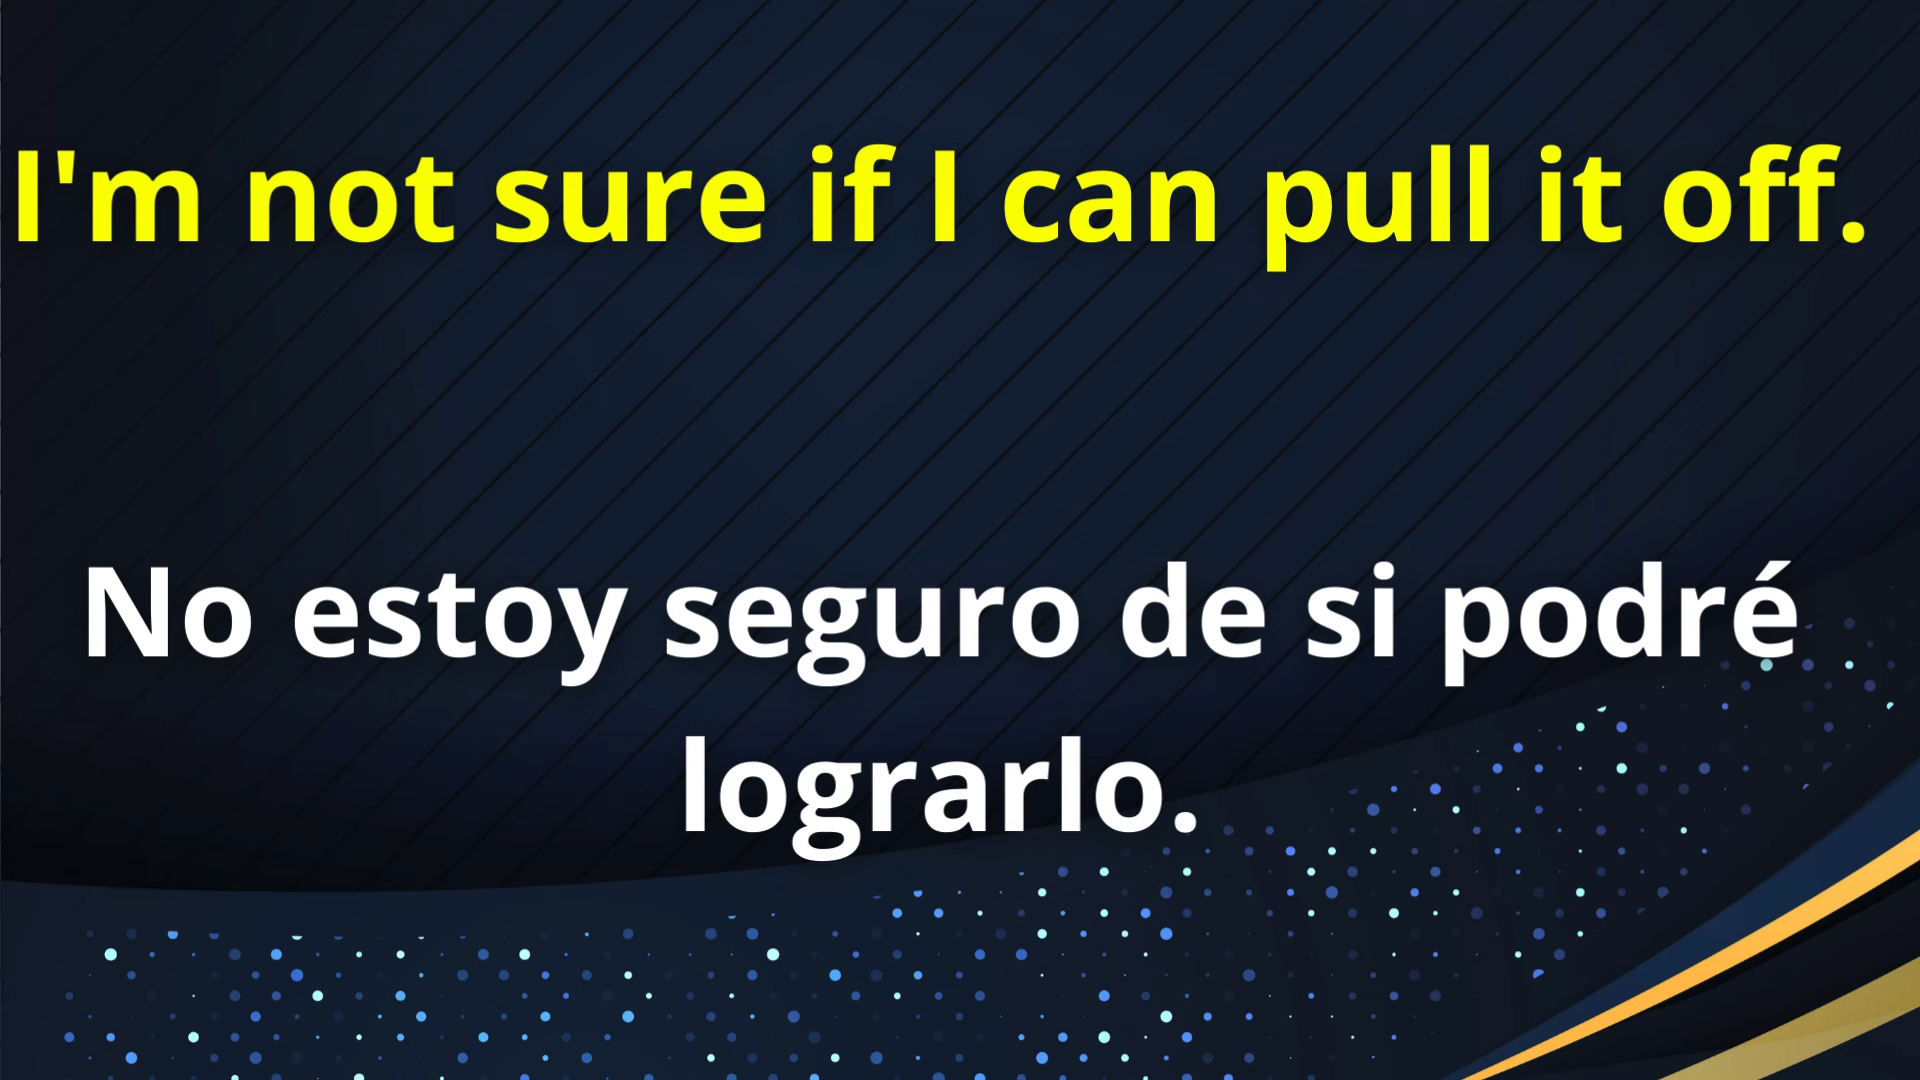 I'm not sure if I can pull it off.
No estoy seguro de si podré
lograrlo.